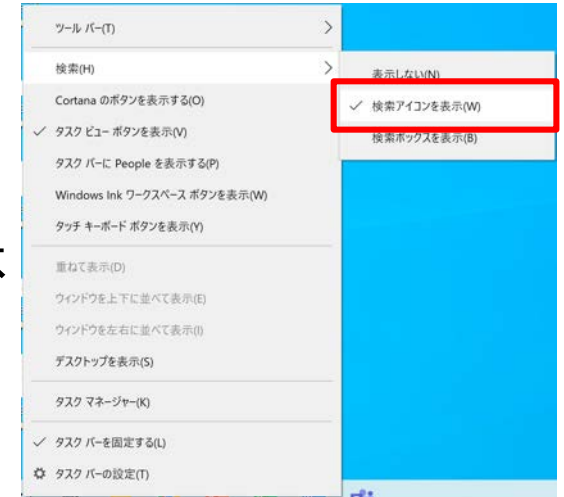 ツール バー(T)
検索(H)
表示しない(N)
Cortana のボタンを表示する(O)
検索アイコンを表示(W)
タスク ビュー ボタンを表示(V)
検索ボックスを表示(B)
タスク バーに People を表示する(P)
Windows Ink ワークスペース ボタンを表示(W)
タッチ キーボード ボタンを表示(Y)
重ねて表示(D)
ウィンドウを上下に並べて表示(E)
ウィンドウを左右に並べて表示(I)
デスクトップを表示(S)
タスク マネージャー(K)
タスク バーを固定する(L)
タスク バーの設定(T)